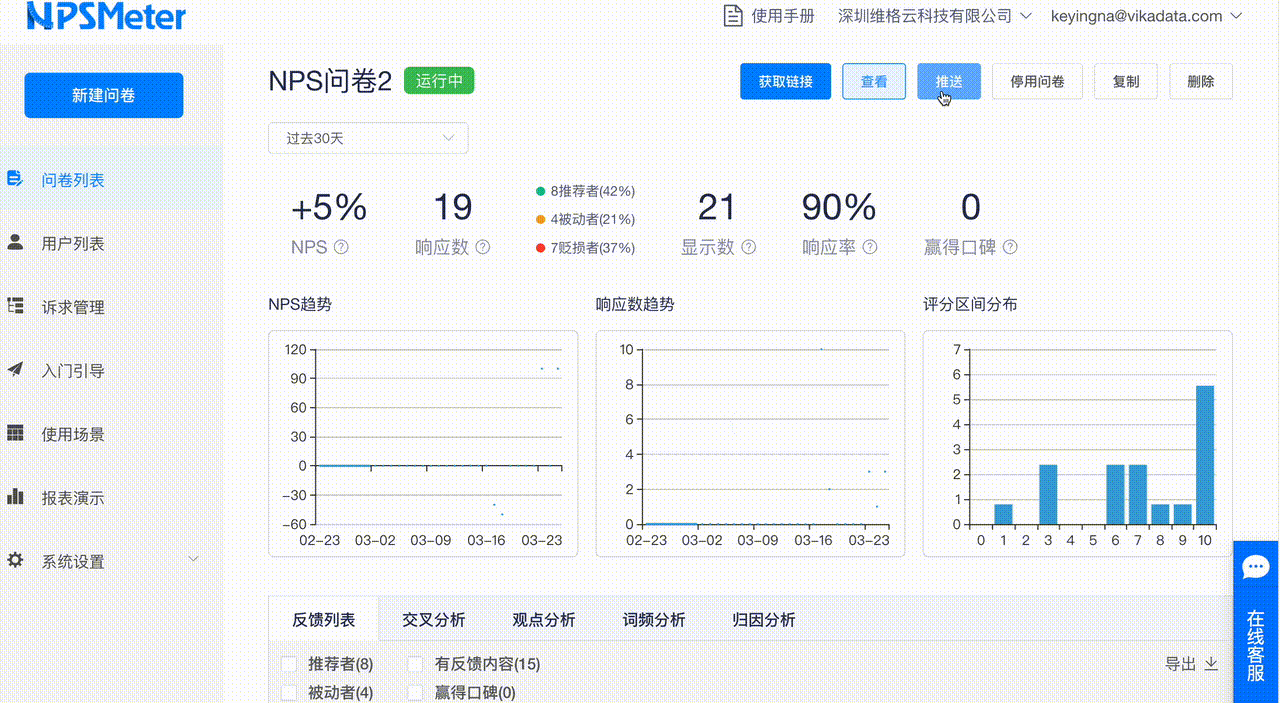 NPSMeter
使用手册
深圳维格云科技有限公司
keyingna@vikadata.com
新建问卷
问卷列表
用户列表
诉求管理
入门引导
使用场景
报表演示
系统设置
NPS问卷2 运行中
获取链接 查看 推送 停用问卷 复制 删除
过去30天
+5%
NPS
19
响应数
8推荐者(42%)
4被动者(21%)
7贬损者(37%)
21
显示数
90%
响应率
0
赢得口碑
NPS趋势
120
90
60
30
0
-30
-60
02-23 03-02 03-09 03-16 03-23
响应数趋势
10
8
6
4
2
0
02-23 03-02 03-09 03-16 03-23
评分区间分布
7
6
5
4
3
2
1
0
0 1 2 3 4 5 6 7 8 9 10
反馈列表 交叉分析 观点分析 词频分析 归因分析
推荐者(8) 有反馈内容(15)
导出
被动者(4) 赢得口碑(0)
在线客服